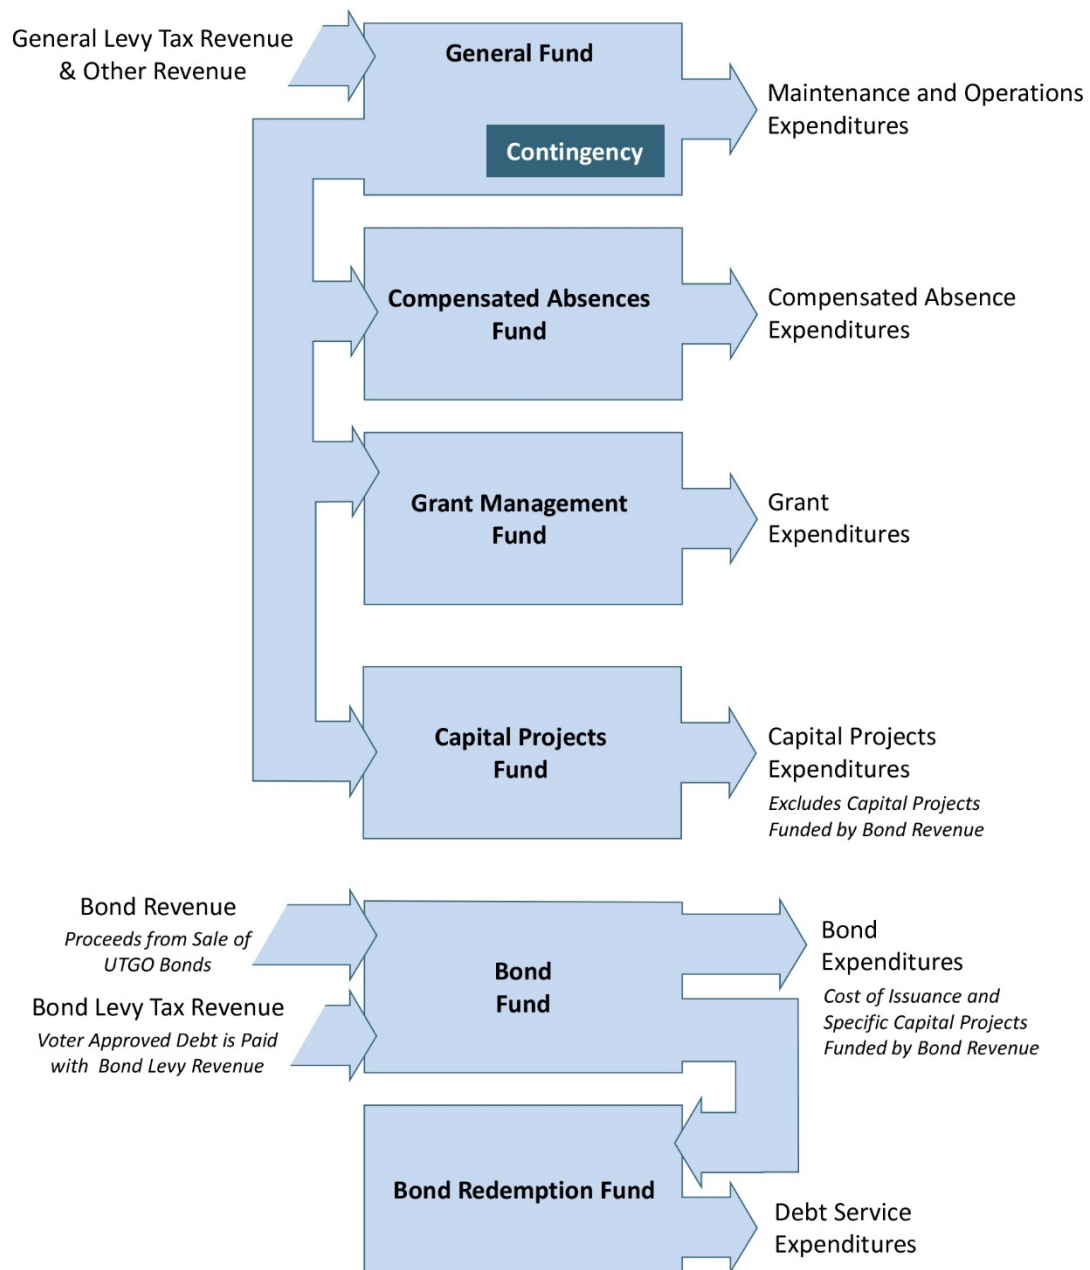 General Levy Tax Revenue
& Other Revenue
General Fund
Contingency
Maintenance and Operations
Expenditures
Compensated Absences
Fund
Compensated Absence
Expenditures
Grant Management
Fund
Grant
Expenditures
Capital Projects
Fund
Capital Projects
Expenditures
Excludes Capital Projects
Funded by Bond Revenue
Bond Revenue
Proceeds from Sale of
UTGO Bonds
Bond Levy Tax Revenue
Voter Approved Debt is Paid
with Bond Levy Revenue
Bond
Fund
Bond
Expenditures
Cost of Issuance and
Specific Capital Projects
Funded by Bond Revenue
Bond Redemption Fund
Debt Service
Expenditures